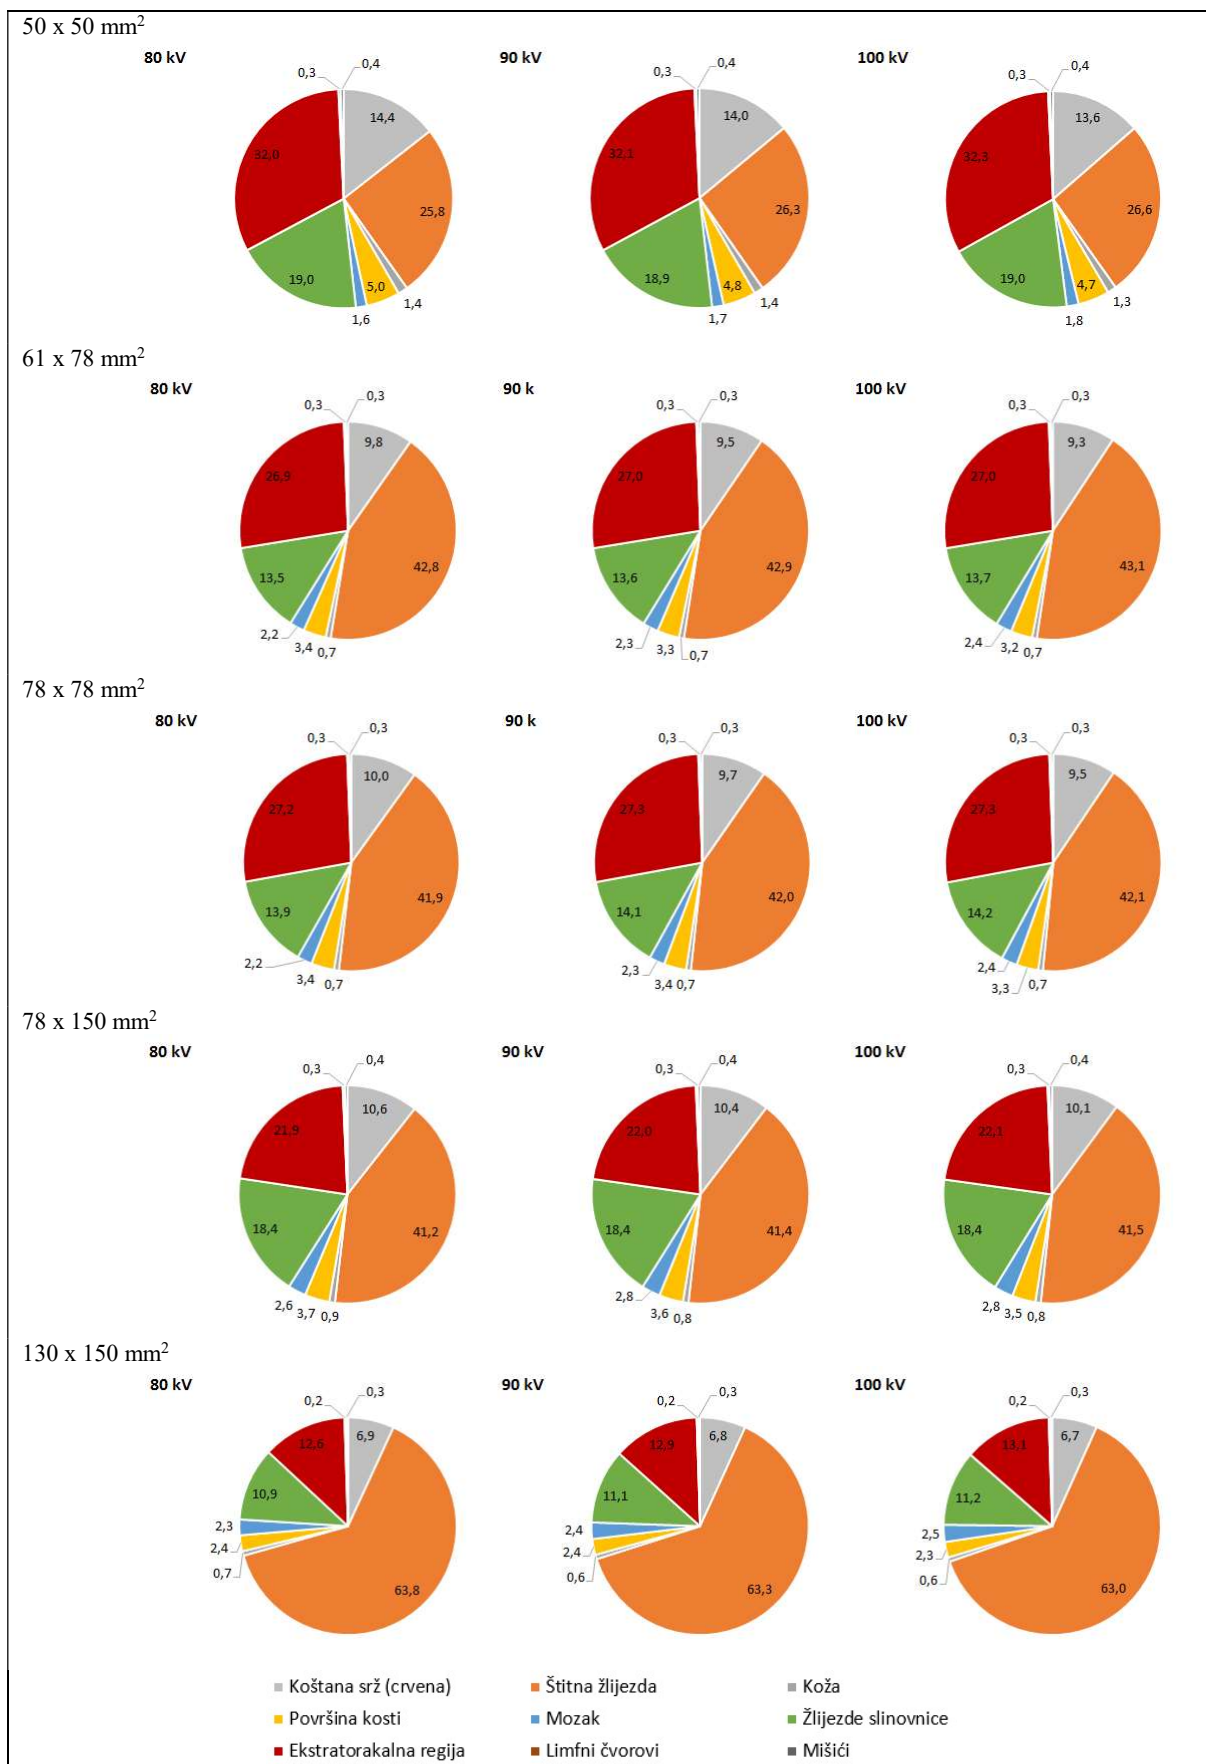 50 x 50 mm²
80 kV 90 kV 100 kV
0,3 0,4 0,3 0,4 0,3 0,4
14,4 14,0 13,6
32,0 32,1 32,3
25,8 26,3 26,6
19,0 5,0 18,9 4,8 19,0 4,7
1,6 1,4 1,7 1,4 1,8 1,3
61 x 78 mm²
80 kV 90 k 100 kV
0,3 0,3 0,3 0,3 0,3 0,3
9,8 9,5 9,3
26,9 27,0 27,0
42,8 42,9 43,1
13,5 13,6 13,7
2,2 3,4 0,7 2,3 3,3 0,7 2,4 3,2 0,7
78 x 78 mm²
80 kV 90 k 100 kV
0,3 0,3 0,3 0,3 0,3 0,3
10,0 9,7 9,5
27,2 27,3 27,3
41,9 42,0 42,1
13,9 14,1 14,2
2,2 3,4 0,7 2,3 3,4 0,7 2,4 3,3 0,7
78 x 150 mm²
80 kV 90 kV 100 kV
0,3 0,4 0,3 0,4 0,3 0,4
10,6 10,4 10,1
21,9 22,0 22,1
18,4 41,2 18,4 41,4 18,4 41,5
2,6 3,7 0,9 2,8 3,6 0,8 2,8 3,5 0,8
130 x 150 mm²
80 kV 90 kV 100 kV
0,2 0,3 0,2 0,3 0,2 0,3
12,6 6,9 12,9 6,8 13,1 6,7
10,9 11,1 11,2
2,3 2,4 2,5
2,4 2,4 2,3
0,7 0,6 0,6
63,8 63,3 63,0
Koštana srž (crvena) Štitna žlijezda Koža
Površina kosti Mozak Žlijezde slinovnice
Ekstratorakalna regija Limfni čvorovi Mišići